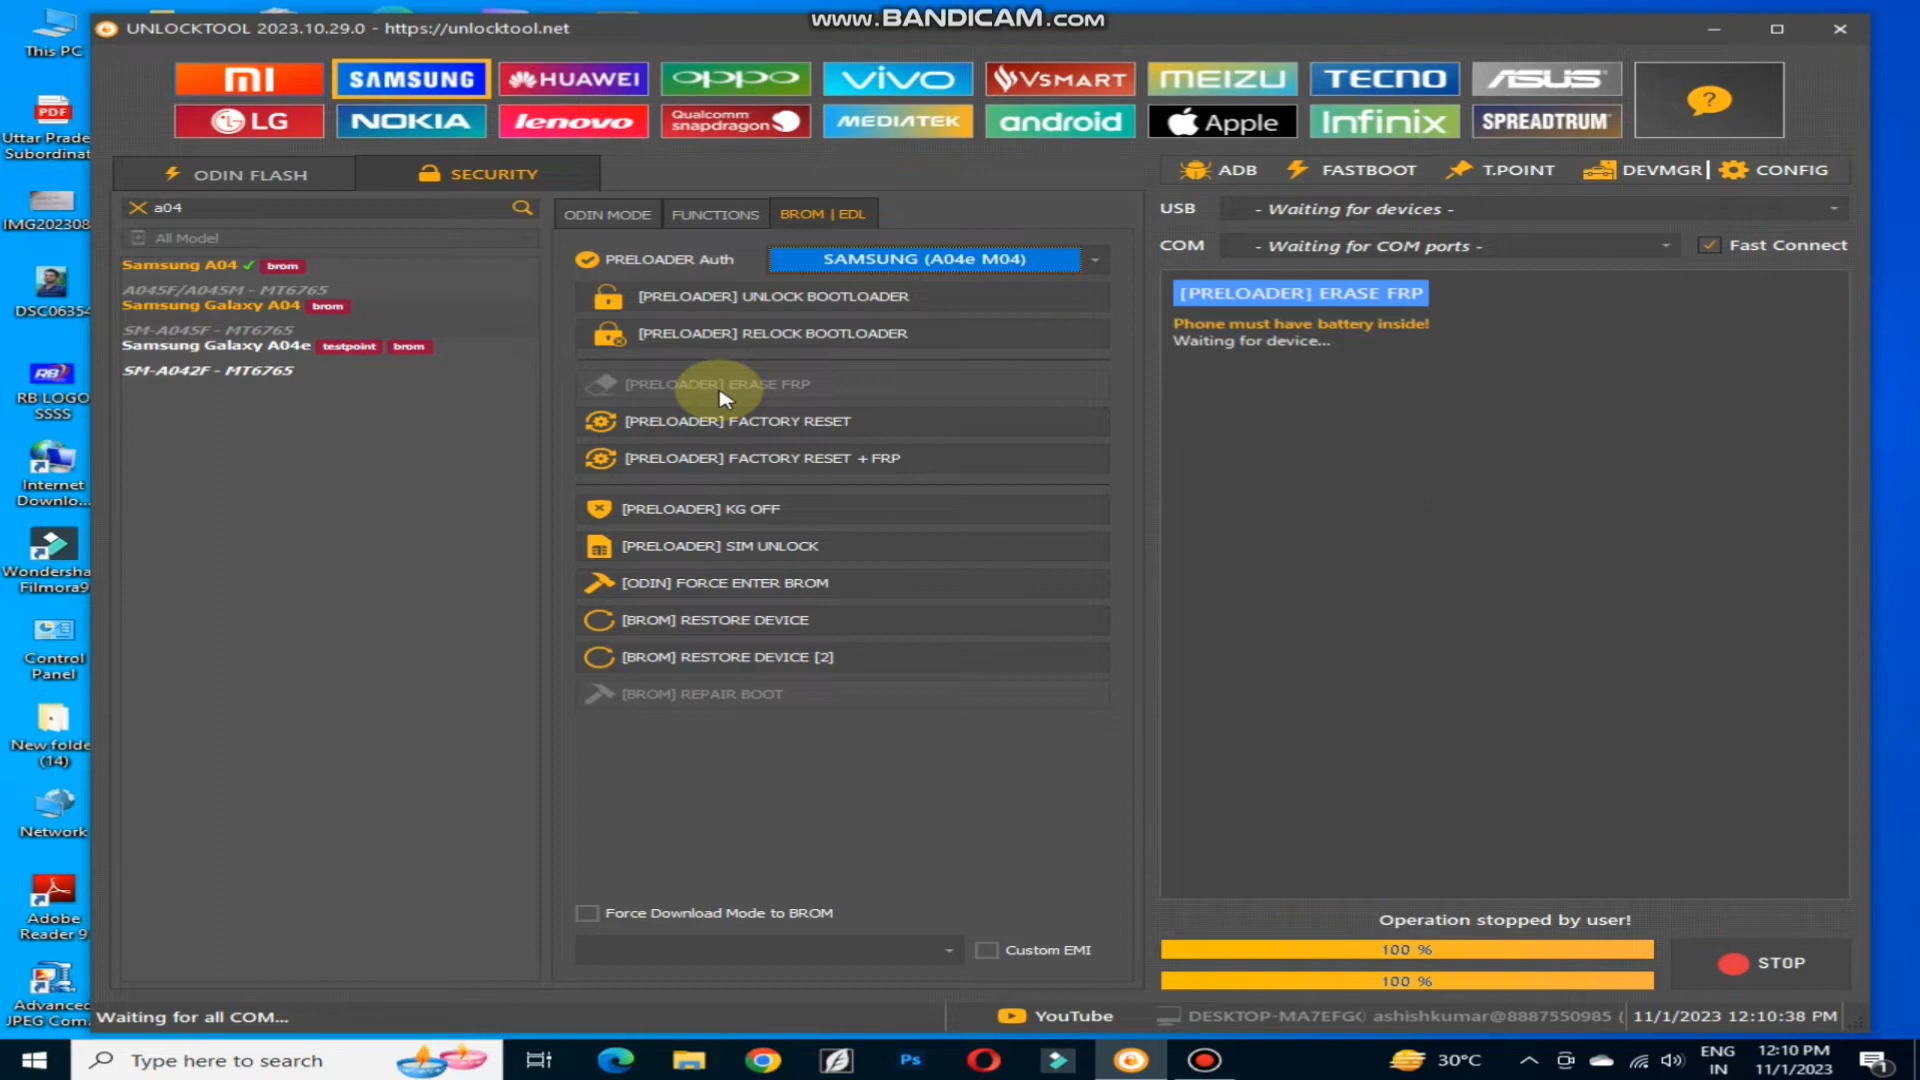 WWW.BANDICAM.COM
This PC
PDF
Uttar Prade
Subordinat
IMG202308
DSC06354
RB
RB LOGO
SSSS
Internet
Downlo...
Wondersha
Filmora9
Control
Panel
New folde
(14)
Network
Adobe
Reader 9
Advanced
JPEG Com.
UNLOCKTOOL 2023.10.29.0 - https://unlocktool.net
mi
SAMSUNG
HUAWEI
oppo
vivo
VSMART
MEIZU
TECNO
ASUS
?
LG
NOKIA
lenovo
Qualcomm
snapdragon
MEDIATEK
android
Apple
Infinix
SPREADTRUM
ODIN FLASH
SECURITY
ADB
FASTBOOT
T.POINT
DEVMGR
CONFIG
a04
All Model
Samsung A04 brom
A045F/A045M - MT6765
Samsung Galaxy A04 brom
SM-A045F - MT6765
Samsung Galaxy A04e testpoint brom
SM-A042F - MT6765
ODIN MODE
FUNCTIONS
BROM | EDL
PRELOADER Auth
SAMSUNG (A04e M04)
[PRELOADER] UNLOCK BOOTLOADER
[PRELOADER] RELOCK BOOTLOADER
[PRELOADER] ERASE FRP
[PRELOADER] FACTORY RESET
[PRELOADER] FACTORY RESET + FRP
[PRELOADER] KG OFF
[PRELOADER] SIM UNLOCK
[ODIN] FORCE ENTER BROM
[BROM] RESTORE DEVICE
[BROM] RESTORE DEVICE [2]
[BROM] REPAIR BOOT
Force Download Mode to BROM
Custom EMI
USB
- Waiting for devices -
COM
- Waiting for COM ports -
Fast Connect
[PRELOADER] ERASE FRP
Phone must have battery inside!
Waiting for device...
Operation stopped by user!
100 %
100 %
STOP
Waiting for all COM...
YouTube
DESKTOP-MA7EFG( ashishkumar@8887550985 (
11/1/2023 12:10:38 PM
Type here to search
Ps
30°C
ENG
IN
12:10 PM
11/1/2023
1